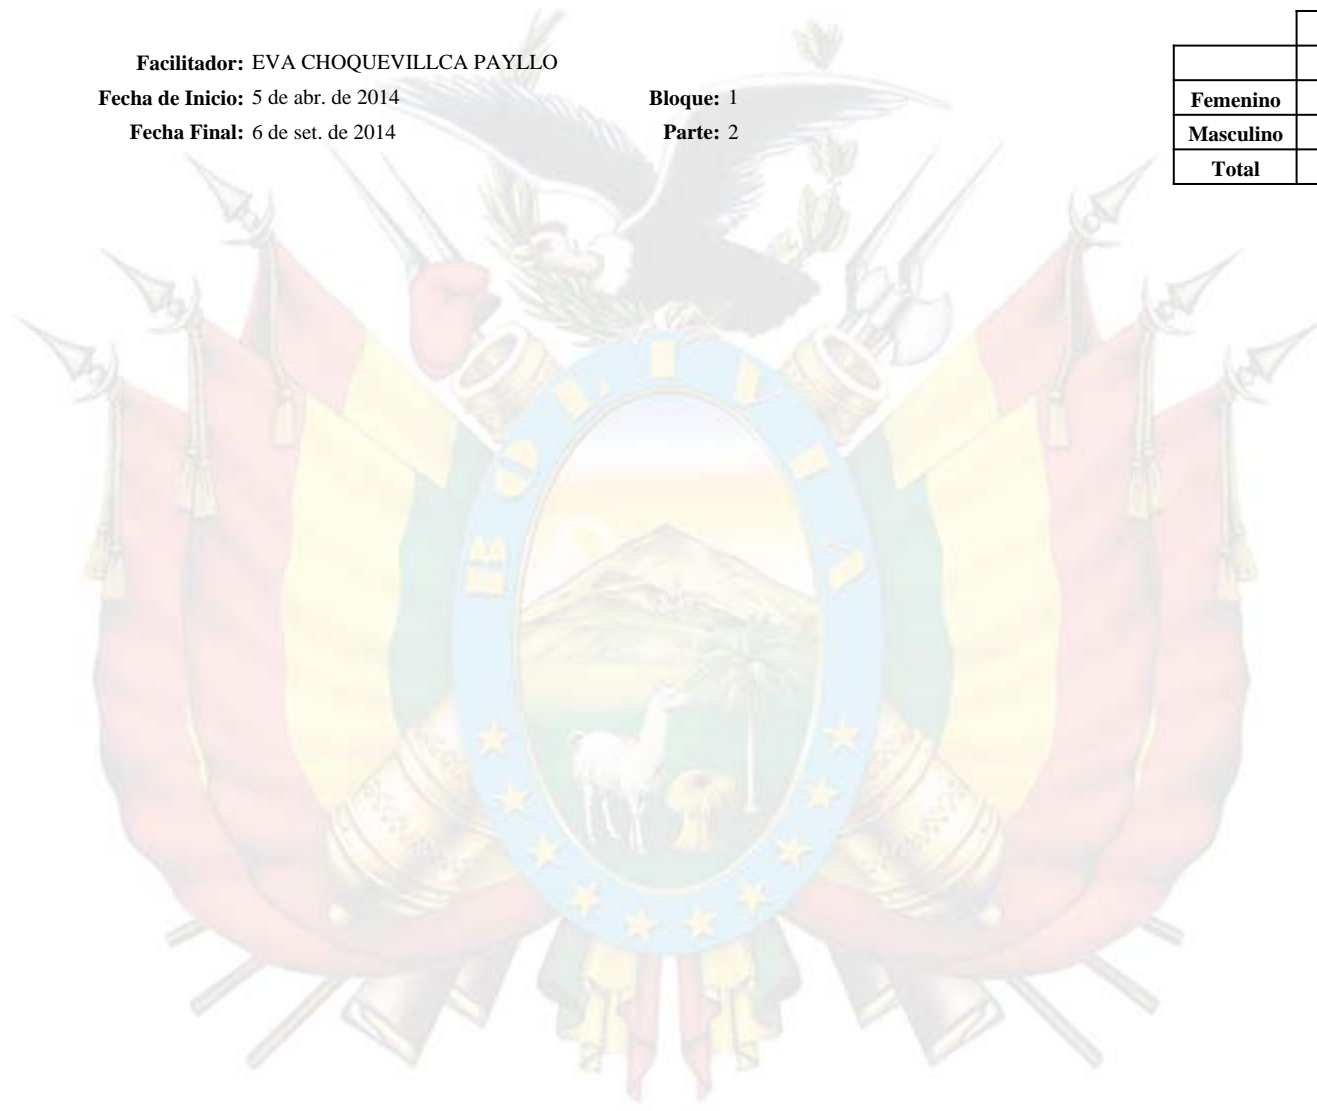 Facilitador: EVA CHOQUEVILLCA PAYLLO
Fecha de Inicio: 5 de abr. de 2014 Bloque: 1
Fecha Final: 6 de set. de 2014 Parte: 2
Femenino
Masculino
Total
BOLIVIA